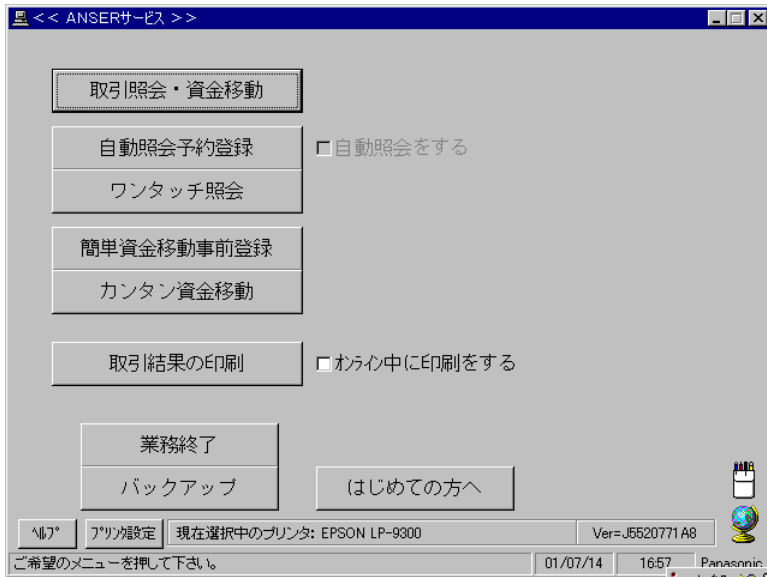 << ANSERｻｰﾋﾞｽ >>
取引照会・資金移動
自動照会予約登録
自動照会をする
ワンタッチ照会
簡単資金移動事前登録
カンタン資金移動
取引結果の印刷
ｵﾝﾗｲﾝ中に印刷をする
業務終了
バックアップ
はじめての方へ
ﾍﾙﾌﾟ
ﾌﾟﾘﾝﾀ設定
現在選択中のプリンタ: EPSON LP-9300
Ver=J5520771A8
ご希望のメニューを押して下さい。
01/07/14
16:57
Panasonic